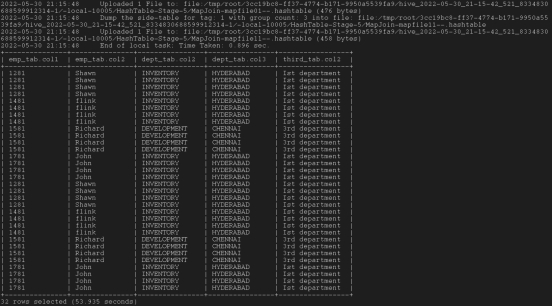 2022-05-30 21:15:48 Uploaded 1 File to: file:/tmp/root/3cc19bc8-ff37-4774-b171-9950a5539fa9/hive_2022-05-30_21-15-42_521_8334830
6885999912314-1/-local-10005/HashTable-Stage-5/MapJoin-mapfile01--.hashtable (476 bytes)
2022-05-30 21:15:48 Dump the side-table for tag: 1 with group count: 3 into file: file:/tmp/root/3cc19bc8-ff37-4774-b171-9950a55
39fa9/hive_2022-05-30_21-15-42_521_8334830688599912314-1/-local-10005/HashTable-Stage-5/MapJoin-mapfile11--.hashtable
2022-05-30 21:15:48 Uploaded 1 File to: file:/tmp/root/3cc19bc8-ff37-4774-b171-9950a5539fa9/hive_2022-05-30_21-15-42_521_8334830
688599912314-1/-local-10005/HashTable-Stage-5/MapJoin-mapfile11--.hashtable (458 bytes)
2022-05-30 21:15:48 End of local task; Time Taken: 0.896 sec.
| emp_tab.col1 | emp_tab.col2 | dept_tab.col2 | dept_tab.col3 | third_tab.col2 |
| 1281 | Shawn | INVENTORY | HYDERABAD | 1st department |
| 1281 | Shawn | INVENTORY | HYDERABAD | 1st department |
| 1281 | Shawn | INVENTORY | HYDERABAD | 1st department |
| 1281 | Shawn | INVENTORY | HYDERABAD | 1st department |
| 1481 | flink | INVENTORY | HYDERABAD | 1st department |
| 1481 | flink | INVENTORY | HYDERABAD | 1st department |
| 1481 | flink | INVENTORY | HYDERABAD | 1st department |
| 1481 | flink | INVENTORY | HYDERABAD | 1st department |
| 1581 | Richard | DEVELOPMENT | CHENNAI | 3rd department |
| 1581 | Richard | DEVELOPMENT | CHENNAI | 3rd department |
| 1581 | Richard | DEVELOPMENT | CHENNAI | 3rd department |
| 1581 | Richard | DEVELOPMENT | CHENNAI | 3rd department |
| 1781 | John | INVENTORY | HYDERABAD | 1st department |
| 1781 | John | INVENTORY | HYDERABAD | 1st department |
| 1781 | John | INVENTORY | HYDERABAD | 1st department |
| 1781 | John | INVENTORY | HYDERABAD | 1st department |
| 1281 | Shawn | INVENTORY | HYDERABAD | 1st department |
| 1281 | Shawn | INVENTORY | HYDERABAD | 1st department |
| 1281 | Shawn | INVENTORY | HYDERABAD | 1st department |
| 1281 | Shawn | INVENTORY | HYDERABAD | 1st department |
| 1481 | flink | INVENTORY | HYDERABAD | 1st department |
| 1481 | flink | INVENTORY | HYDERABAD | 1st department |
| 1481 | flink | INVENTORY | HYDERABAD | 1st department |
| 1481 | flink | INVENTORY | HYDERABAD | 1st department |
| 1581 | Richard | DEVELOPMENT | CHENNAI | 3rd department |
| 1581 | Richard | DEVELOPMENT | CHENNAI | 3rd department |
| 1581 | Richard | DEVELOPMENT | CHENNAI | 3rd department |
| 1581 | Richard | DEVELOPMENT | CHENNAI | 3rd department |
| 1781 | John | INVENTORY | HYDERABAD | 1st department |
| 1781 | John | INVENTORY | HYDERABAD | 1st department |
| 1781 | John | INVENTORY | HYDERABAD | 1st department |
| 1781 | John | INVENTORY | HYDERABAD | 1st department |
32 rows selected (53.935 seconds)